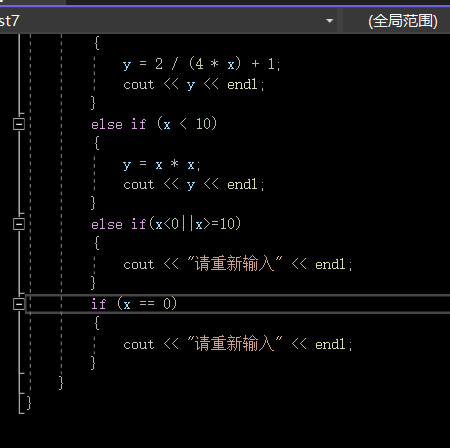 st7 (全局范围)
{
y = 2 / (4 * x) + 1;
cout << y << endl;
}
else if (x < 10)
{
y = x * x;
cout << y << endl;
}
else if(x<0||x>=10)
{
cout << "请重新输入" << endl;
}
if (x == 0)
{
cout << "请重新输入" << endl;
}
}
}